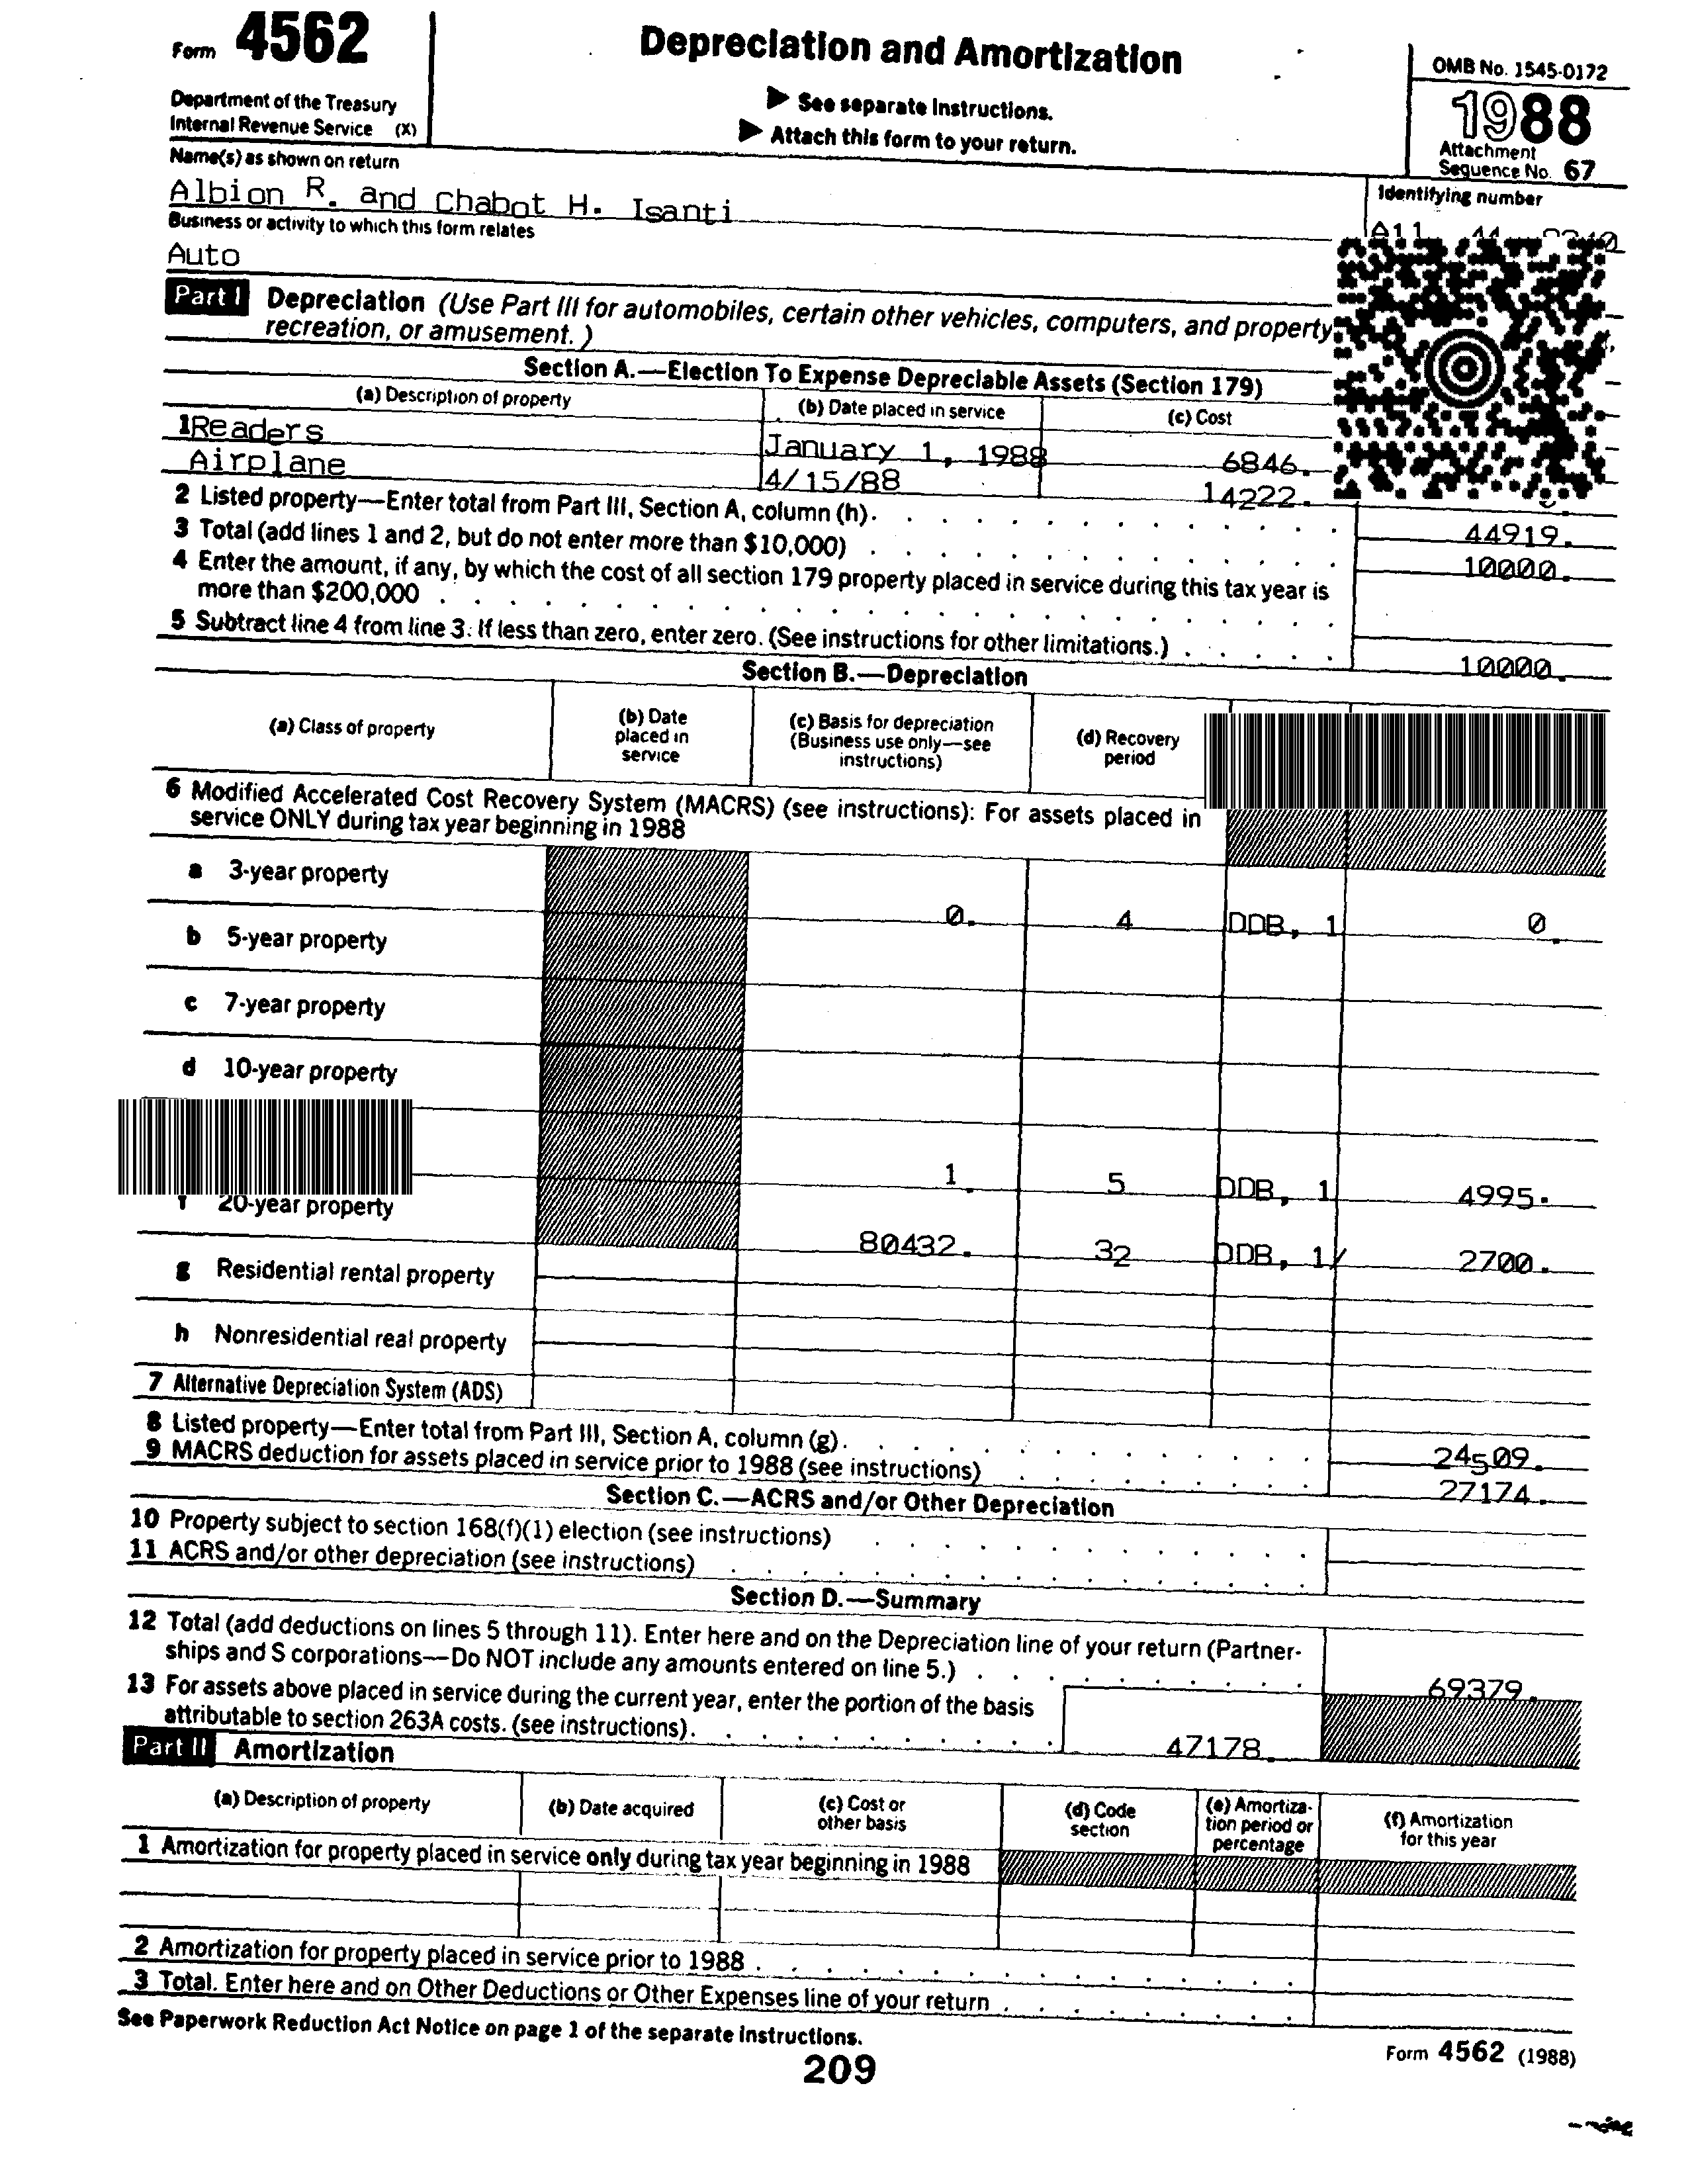 Form 4562
Department of the Treasury
Internal Revenue Service (X)
Depreciation and Amortization
▶ See separate Instructions.
▶ Attach this form to your return.
OMB No. 1545-0172
1988
Attachment
Sequence No. 67
Name(s) as shown on return
Albion R. and Chabot H. Isanti
Identifying number
Business or activity to which this form relates
Auto
Part I Depreciation (Use Part III for automobiles, certain other vehicles, computers, and property
recreation, or amusement.)
Section A.—Election To Expense Depreciable Assets (Section 179)
(a) Description of property (b) Date placed in service (c) Cost
1 Readers January 1, 1988 6846.
Airplane 4/15/88 14222.
2 Listed property—Enter total from Part III, Section A, column (h). 44919.
3 Total (add lines 1 and 2, but do not enter more than $10,000) 10000.
4 Enter the amount, if any, by which the cost of all section 179 property placed in service during this tax year is
more than $200,000
5 Subtract line 4 from line 3. If less than zero, enter zero. (See instructions for other limitations.) 10000.
Section B.—Depreciation
(a) Class of property (b) Date placed in service (c) Basis for depreciation (Business use only—see instructions) (d) Recovery period
6 Modified Accelerated Cost Recovery System (MACRS) (see instructions): For assets placed in
service ONLY during tax year beginning in 1988
a 3-year property 0. 4 DDB, 1 0.
b 5-year property
c 7-year property
d 10-year property
1. 5 DDB, 1 4995.
f 20-year property 80432. 32 DDB, 1/ 2700.
g Residential rental property
h Nonresidential real property
7 Alternative Depreciation System (ADS)
8 Listed property—Enter total from Part III, Section A, column (g). 24509.
9 MACRS deduction for assets placed in service prior to 1988 (see instructions) 27174.
Section C.—ACRS and/or Other Depreciation
10 Property subject to section 168(f)(1) election (see instructions)
11 ACRS and/or other depreciation (see instructions)
Section D.—Summary
12 Total (add deductions on lines 5 through 11). Enter here and on the Depreciation line of your return (Partner-
ships and S corporations—Do NOT include any amounts entered on line 5.) 69379.
13 For assets above placed in service during the current year, enter the portion of the basis
attributable to section 263A costs. (see instructions). 47178.
Part II Amortization
(a) Description of property (b) Date acquired (c) Cost or other basis (d) Code section (e) Amortiza-tion period or percentage (f) Amortization for this year
1 Amortization for property placed in service only during tax year beginning in 1988
2 Amortization for property placed in service prior to 1988
3 Total. Enter here and on Other Deductions or Other Expenses line of your return
See Paperwork Reduction Act Notice on page 1 of the separate instructions.
Form 4562 (1988)
209